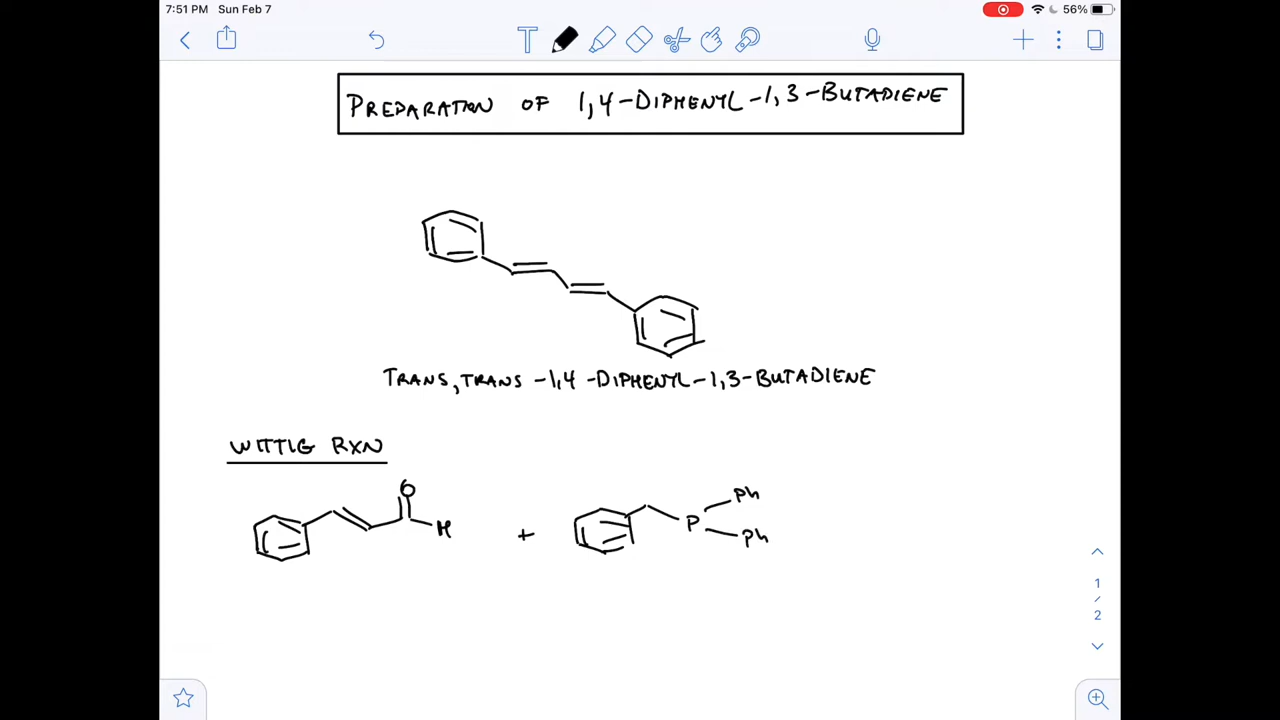 7:51 PM Sun Feb 7
56%
PREPARATION OF 1,4-DIPHENYL-1,3-BUTADIENE
TRANS,TRANS-1,4-DIPHENYL-1,3-BUTADIENE
WITTIG RXN
O
Ph
H
+
P
Ph
1
/
2